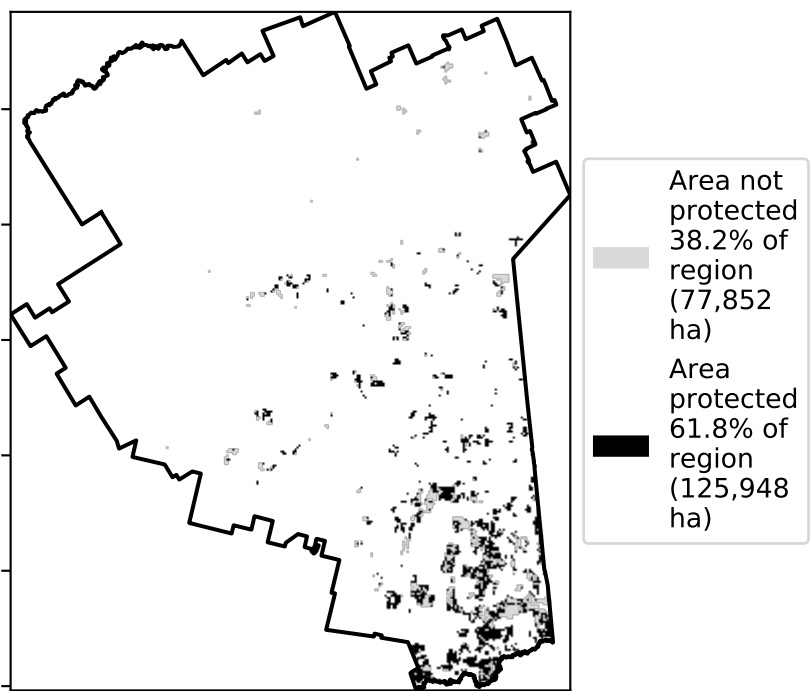 Area not
protected
38.2% of
region
(77,852
ha)
Area
protected
61.8% of
region
(125,948
ha)